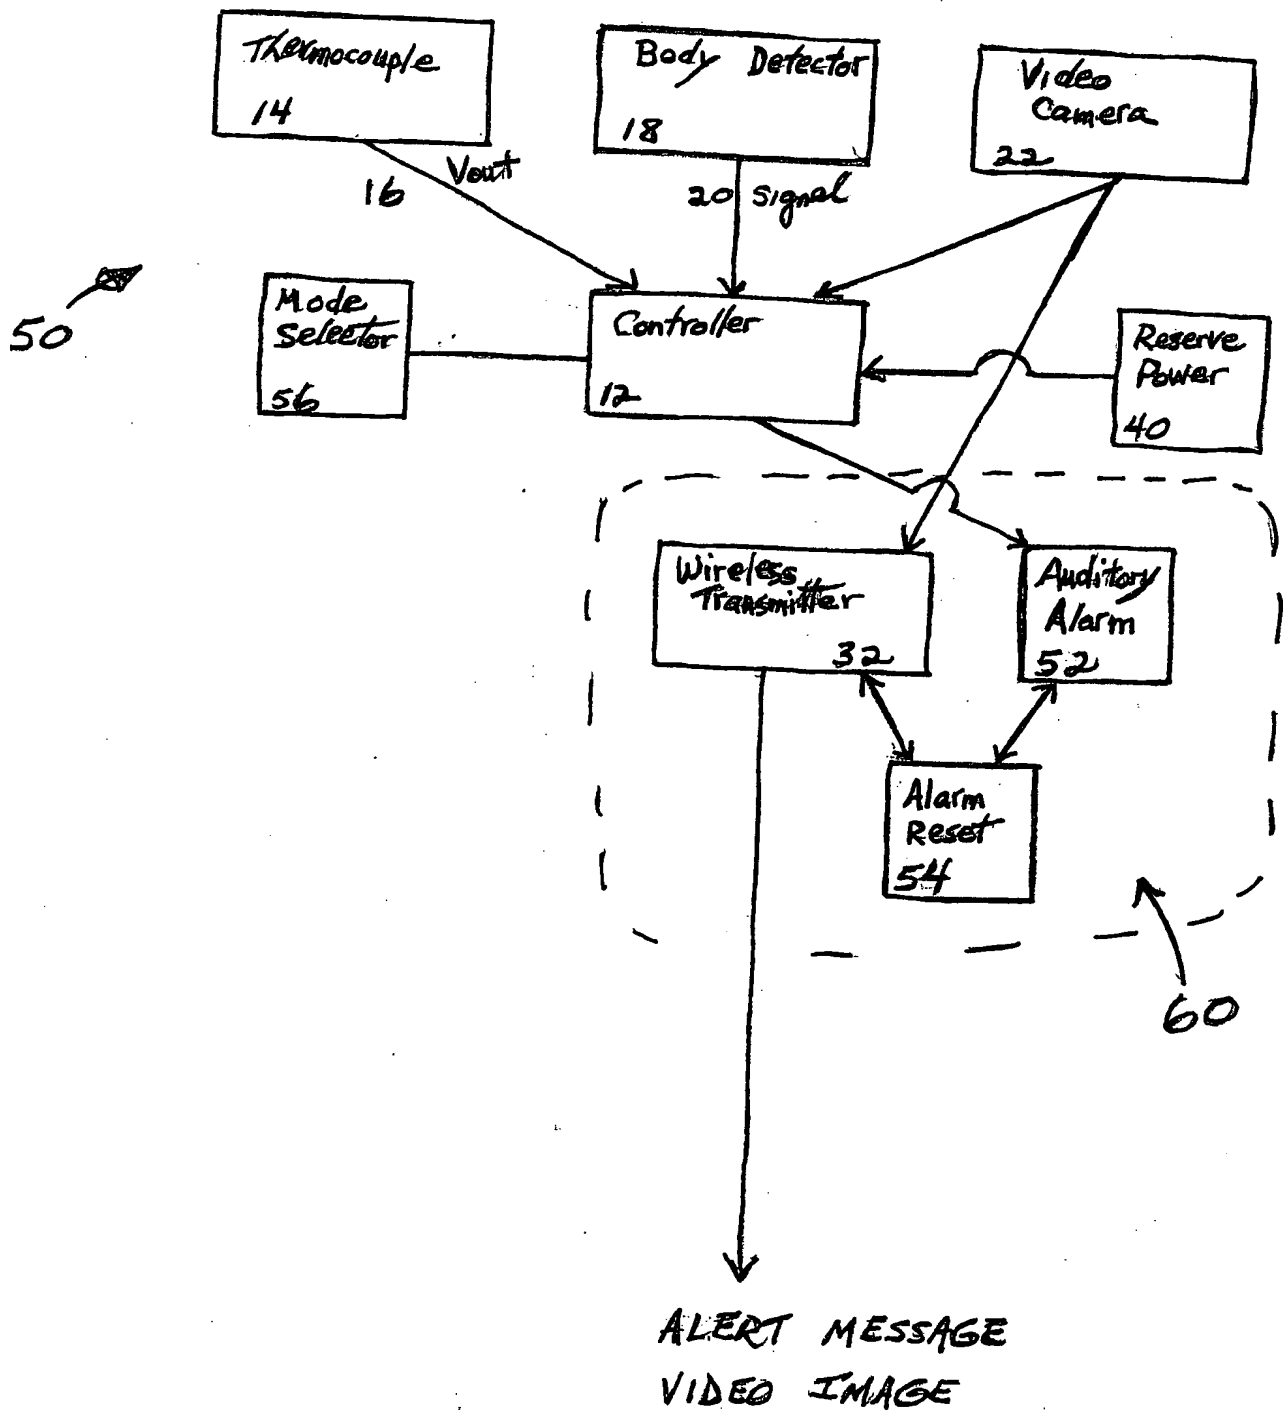 Thermocouple
14
Body Detector
18
Video
Camera
22
16 Vout
20 signal
50
Mode
Selector
56
Controller
12
Reserve
Power
40
Wireless
Transmitter
32
Auditory
Alarm
52
Alarm
Reset
54
60
ALERT MESSAGE
VIDEO IMAGE